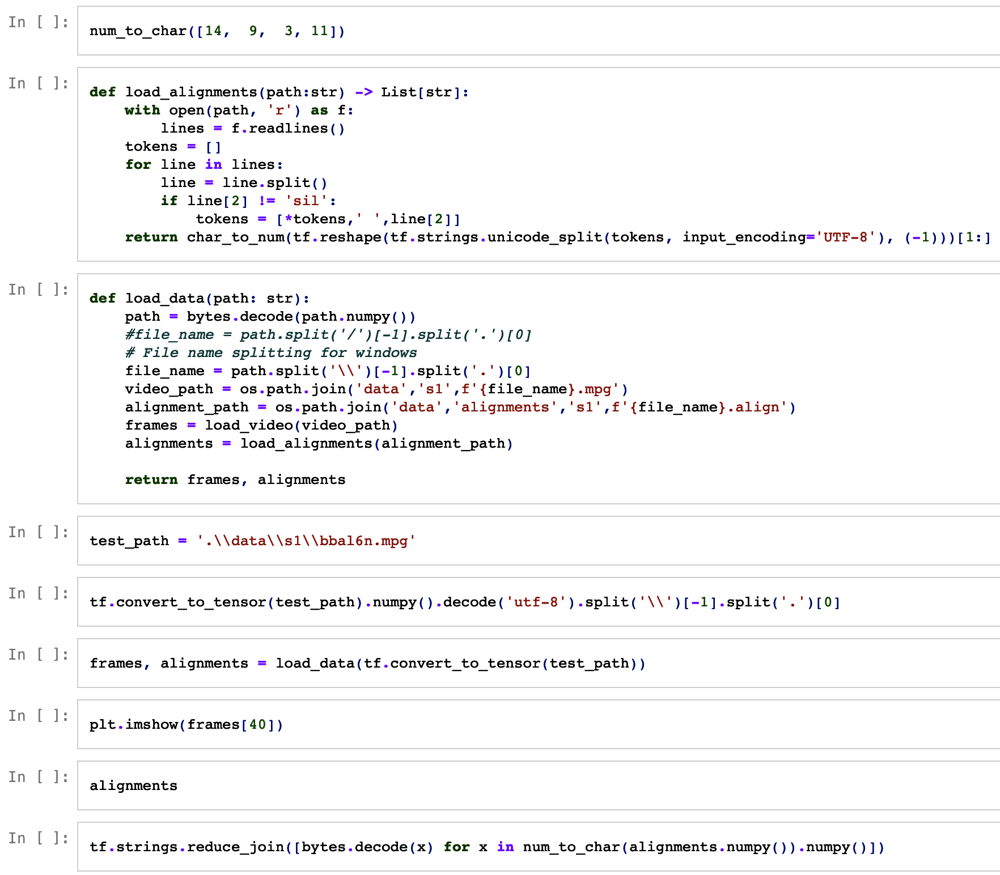 In [ ]:
num_to_char([14,  9,  3, 11])
In [ ]:
def load_alignments(path:str) -> List[str]:
    with open(path, 'r') as f:
        lines = f.readlines()
    tokens = []
    for line in lines:
        line = line.split()
        if line[2] != 'sil':
            tokens = [*tokens,' ',line[2]]
    return char_to_num(tf.reshape(tf.strings.unicode_split(tokens, input_encoding='UTF-8'), (-1)))[1:]
In [ ]:
def load_data(path: str):
    path = bytes.decode(path.numpy())
    #file_name = path.split('/')[-1].split('.')[0]
    # File name splitting for windows
    file_name = path.split('\\')[-1].split('.')[0]
    video_path = os.path.join('data','s1',f'{file_name}.mpg')
    alignment_path = os.path.join('data','alignments','s1',f'{file_name}.align')
    frames = load_video(video_path)
    alignments = load_alignments(alignment_path)
    return frames, alignments
In [ ]:
test_path = '.\\data\\s1\\bbal6n.mpg'
In [ ]:
tf.convert_to_tensor(test_path).numpy().decode('utf-8').split('\\')[-1].split('.')[0]
In [ ]:
frames, alignments = load_data(tf.convert_to_tensor(test_path))
In [ ]:
plt.imshow(frames[40])
In [ ]:
alignments
In [ ]:
tf.strings.reduce_join([bytes.decode(x) for x in num_to_char(alignments.numpy()).numpy()])